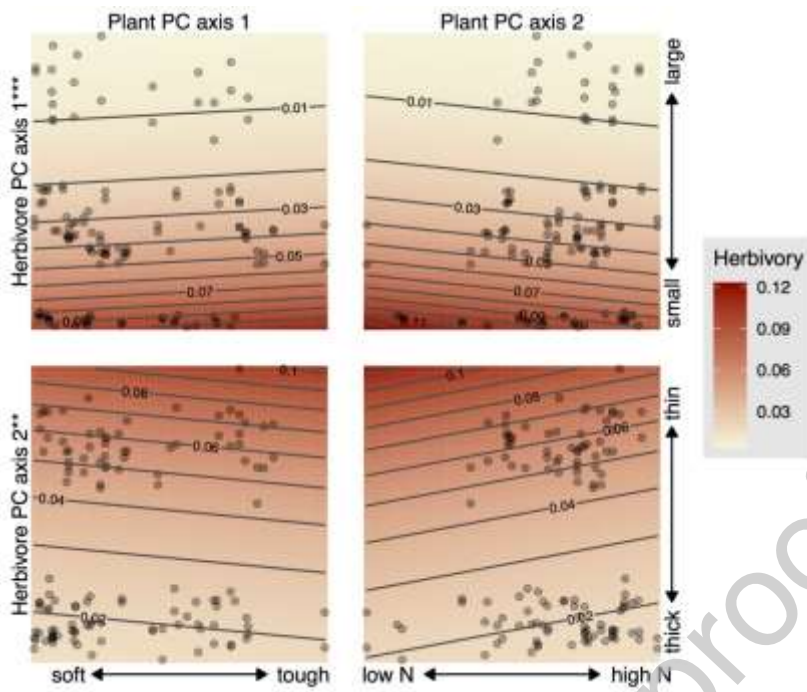 Plant PC axis 1
Plant PC axis 2
Herbivore PC axis 1***
0.01
0.03
0.05
0.07
0.01
0.03
0.07
large
small
Herbivory
0.12
0.09
0.06
0.03
Herbivore PC axis 2**
0.1
0.08
0.06
0.04
0.02
0.1
0.08
0.06
0.04
0.02
thin
thick
soft
tough
low N
high N
proo